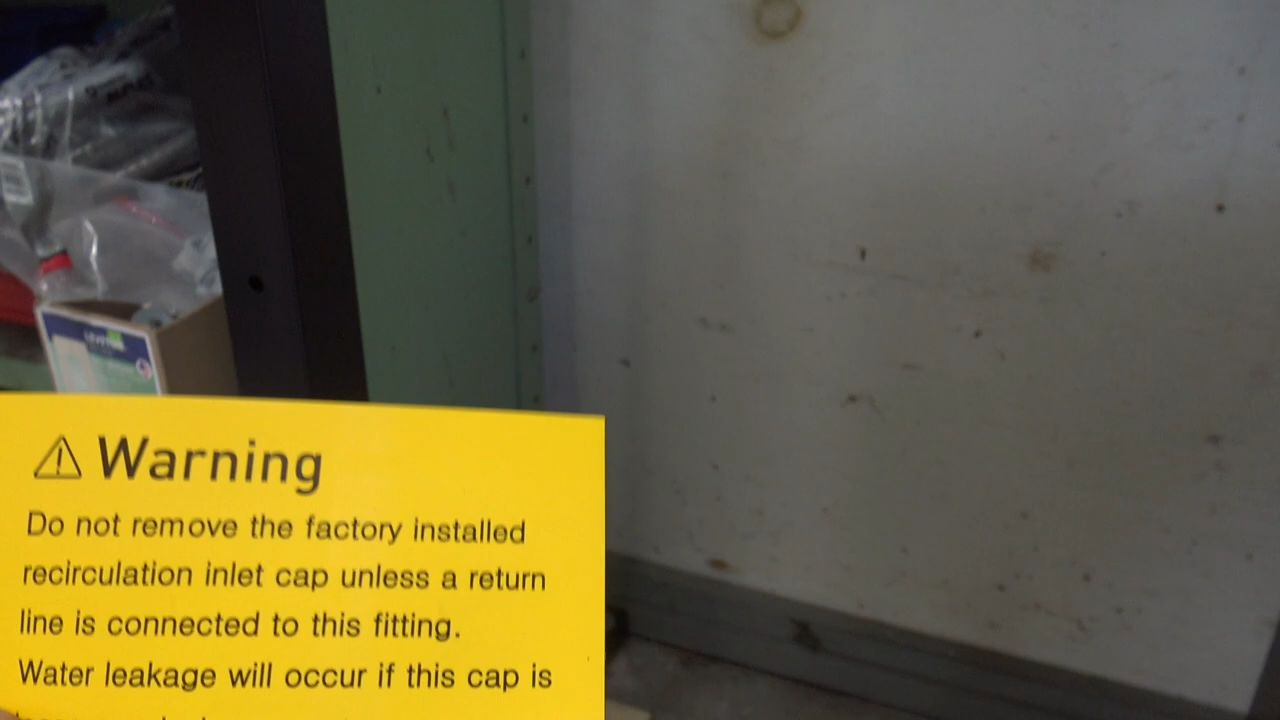 ⚠ Warning
Do not remove the factory installed
recirculation inlet cap unless a return
line is connected to this fitting.
Water leakage will occur if this cap is